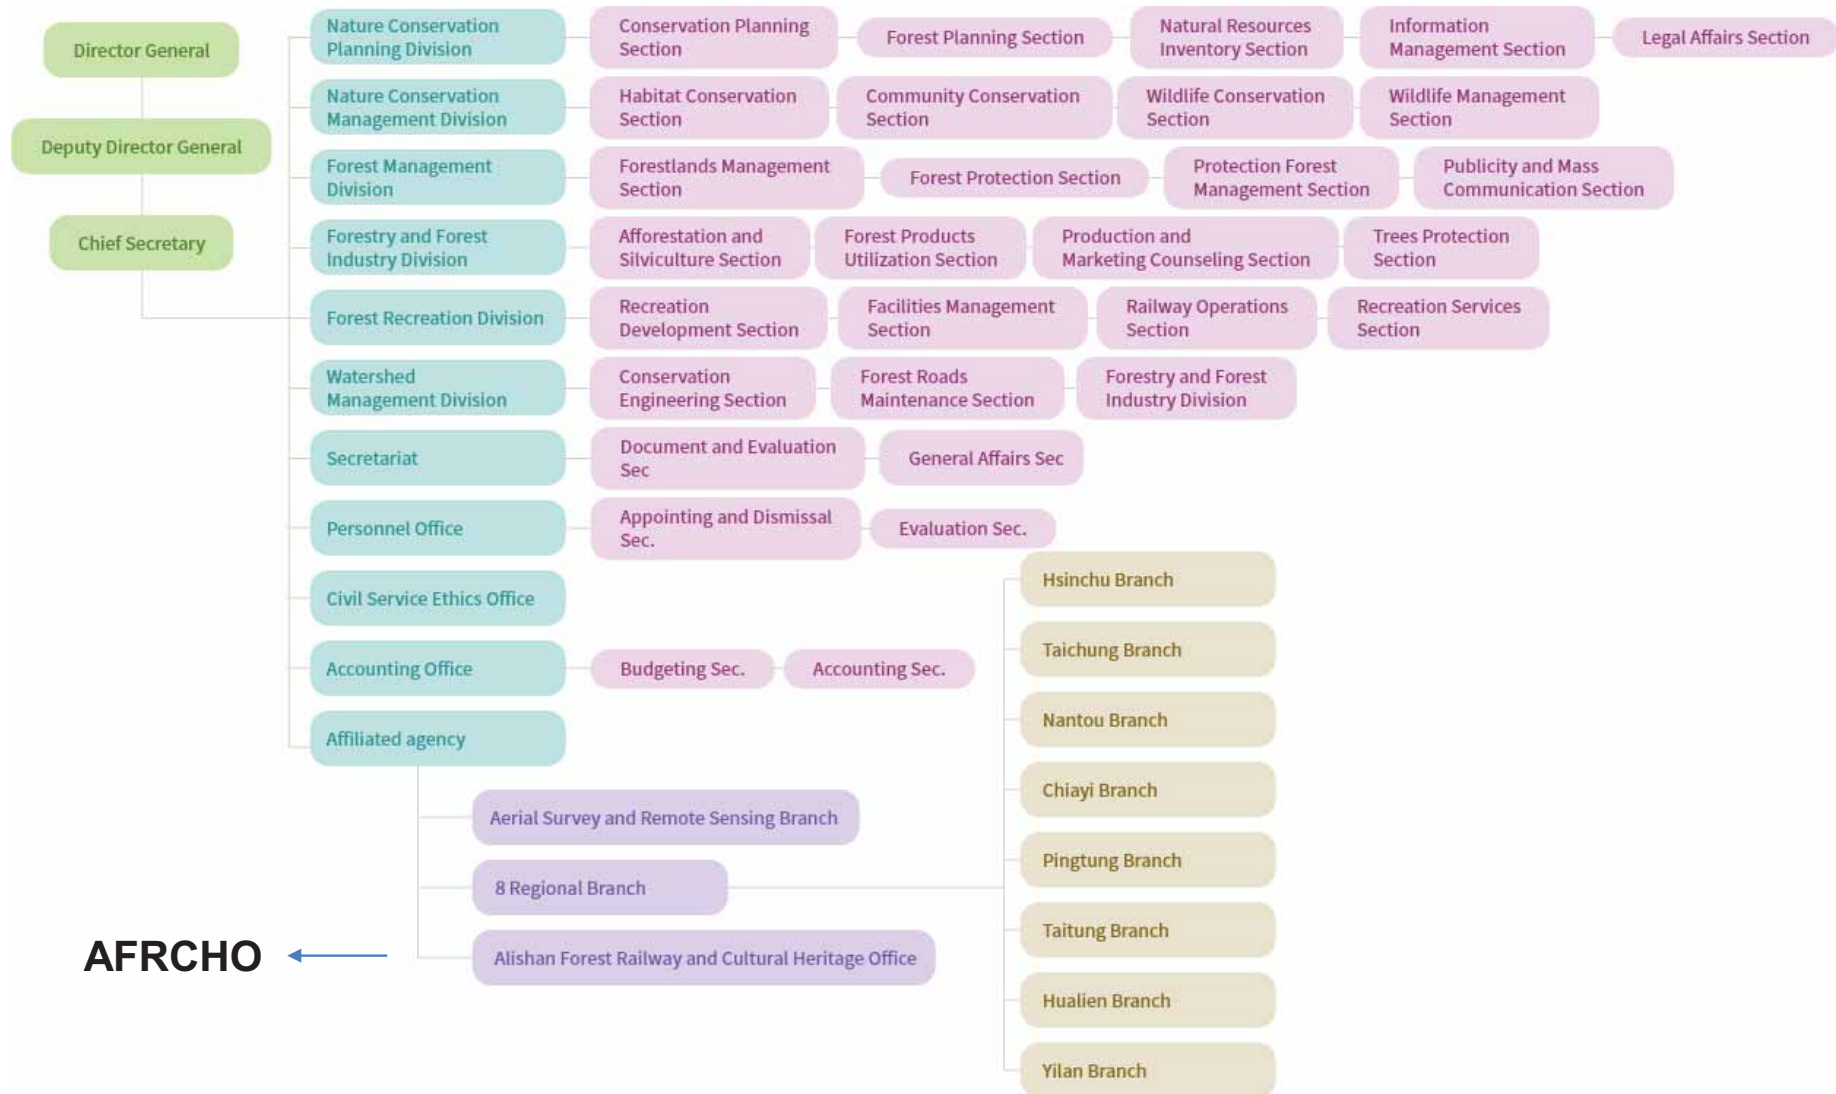 Director General
Deputy Director General
Chief Secretary
Nature Conservation
Planning Division
Conservation Planning
Section
Forest Planning Section
Natural Resources
Inventory Section
Information
Management Section
Legal Affairs Section
Nature Conservation
Management Division
Habitat Conservation
Section
Community Conservation
Section
Wildlife Conservation
Section
Wildlife Management
Section
Forest Management
Division
Forestlands Management
Section
Forest Protection Section
Protection Forest
Management Section
Publicity and Mass
Communication Section
Forestry and Forest
Industry Division
Afforestation and
Silviculture Section
Forest Products
Utilization Section
Production and
Marketing Counseling Section
Trees Protection
Section
Forest Recreation Division
Recreation
Development Section
Facilities Management
Section
Railway Operations
Section
Recreation Services
Section
Watershed
Management Division
Conservation
Engineering Section
Forest Roads
Maintenance Section
Forestry and Forest
Industry Division
Secretariat
Document and Evaluation
Sec
General Affairs Sec
Personnel Office
Appointing and Dismissal
Sec.
Evaluation Sec.
Civil Service Ethics Office
Accounting Office
Budgeting Sec.
Accounting Sec.
Affiliated agency
Aerial Survey and Remote Sensing Branch
8 Regional Branch
Alishan Forest Railway and Cultural Heritage Office
AFRCHO
Hsinchu Branch
Taichung Branch
Nantou Branch
Chiayi Branch
Pingtung Branch
Taitung Branch
Hualien Branch
Yilan Branch